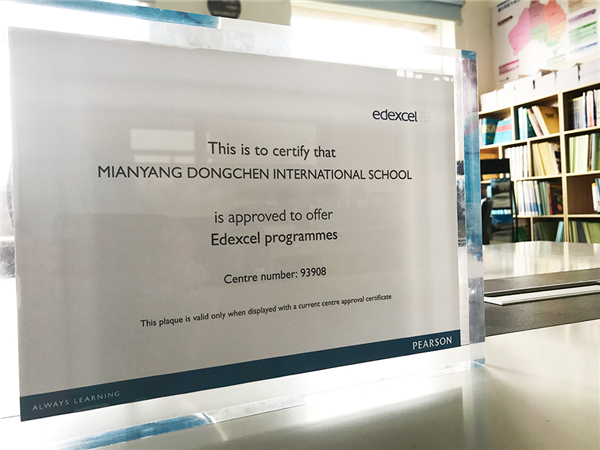 edexcel
This is to certify that
MIANYANG DONGCHEN INTERNATIONAL SCHOOL
is approved to offer
Edexcel programmes
Centre number: 93908
This plaque is valid only when displayed with a current centre approval certificate
PEARSON
ALWAYS LEARNING